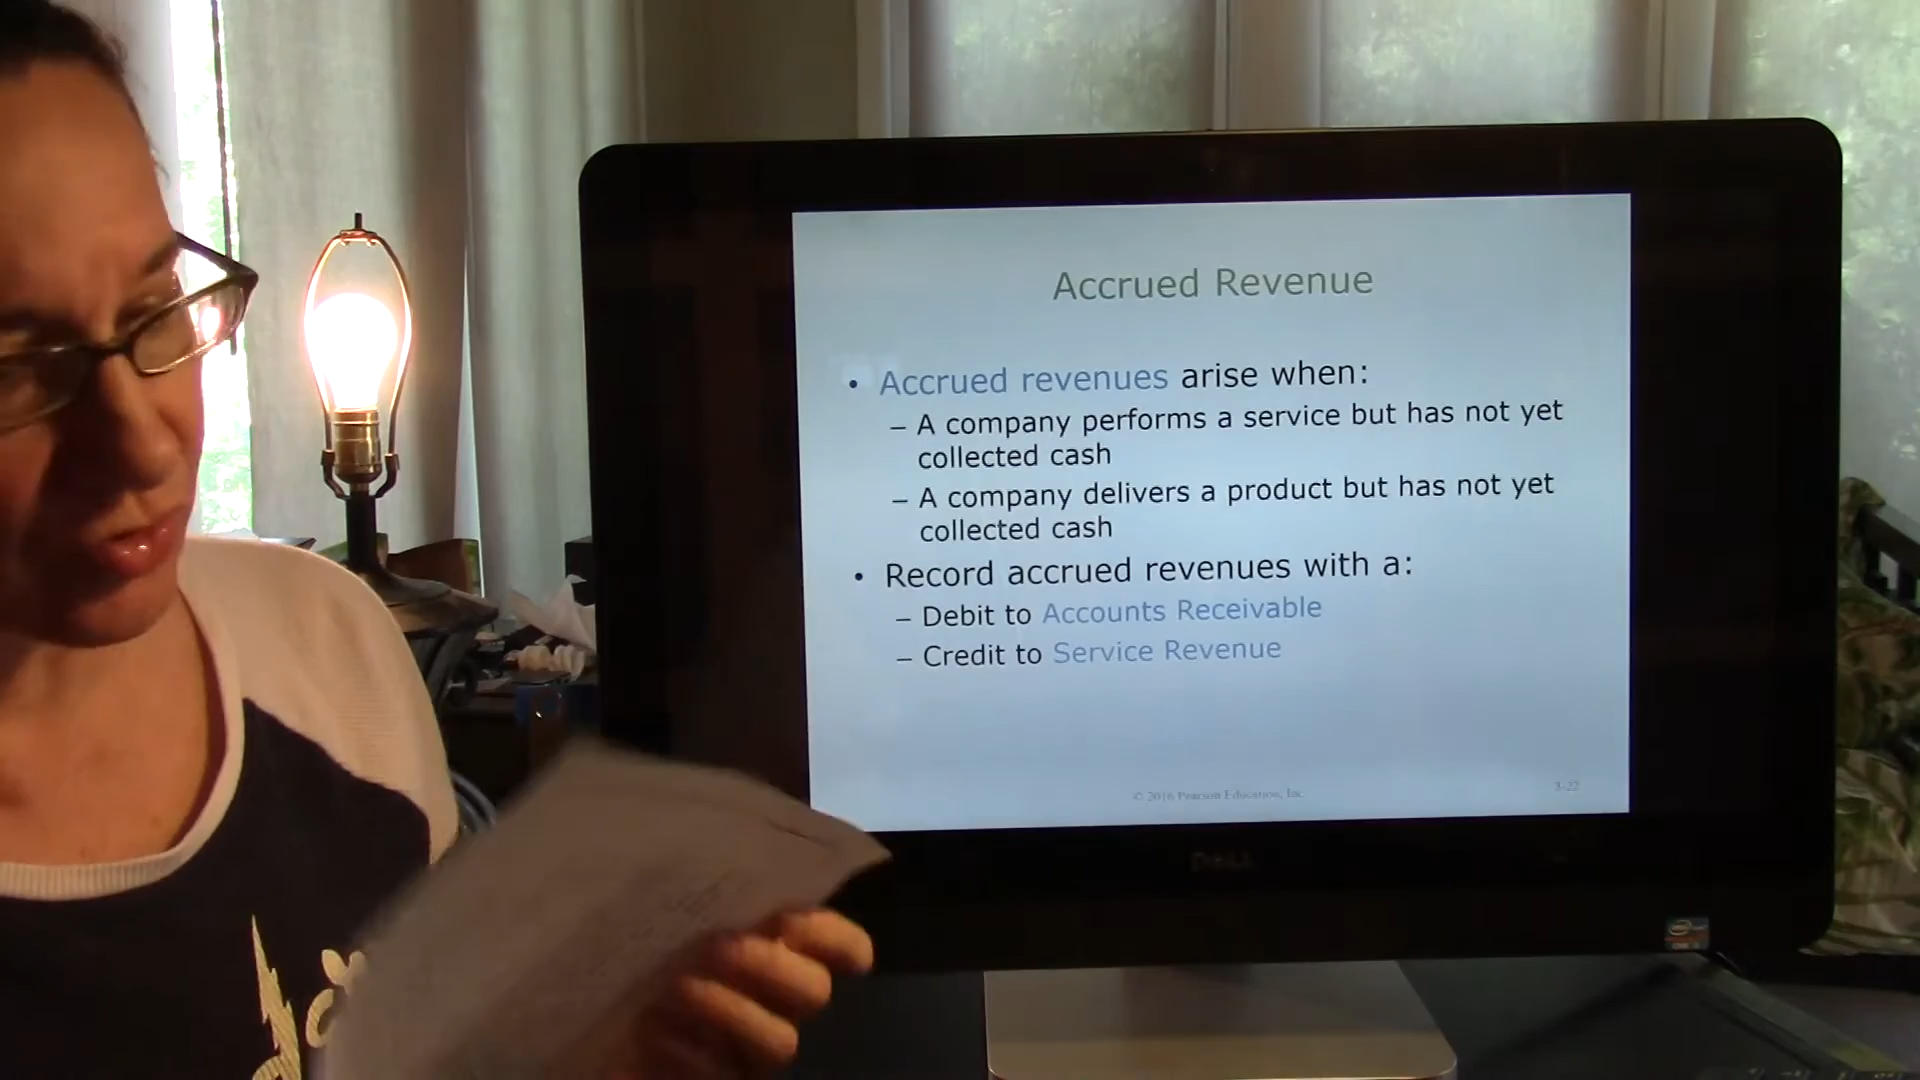 Accrued Revenue
• Accrued revenues arise when:
– A company performs a service but has not yet
collected cash
– A company delivers a product but has not yet
collected cash
• Record accrued revenues with a:
– Debit to Accounts Receivable
– Credit to Service Revenue
© 2016 Pearson Education, Inc.
3-22
DELL